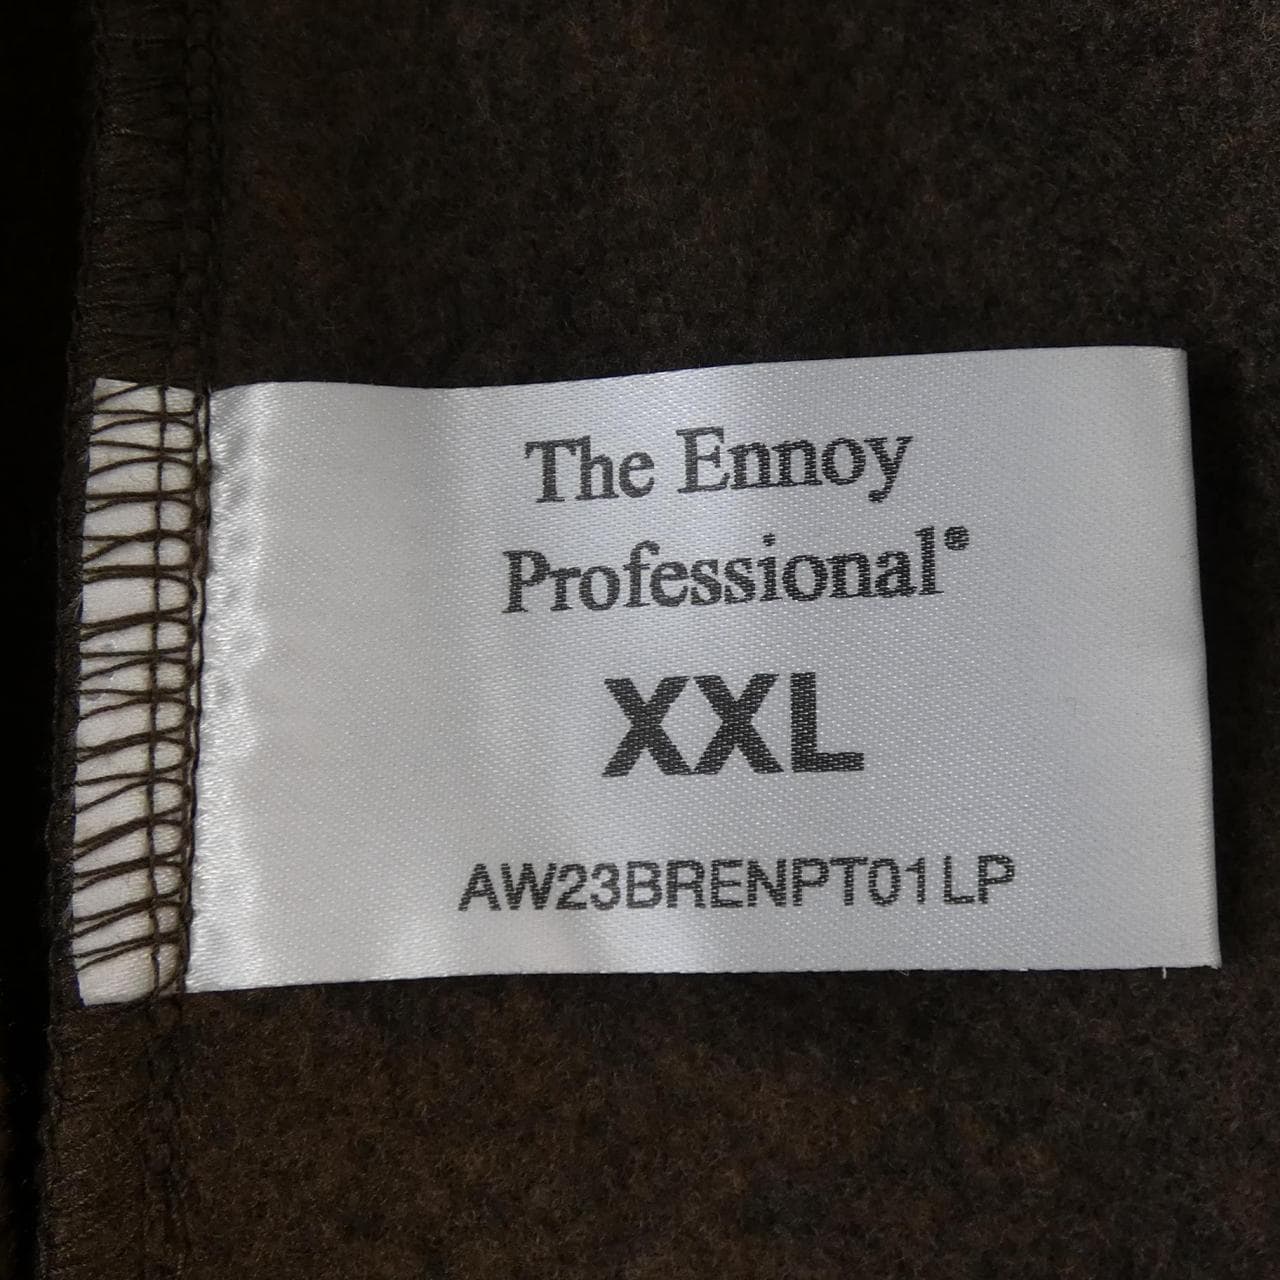 The Ennoy
Professional®
XXL
AW23BRENPT01LP